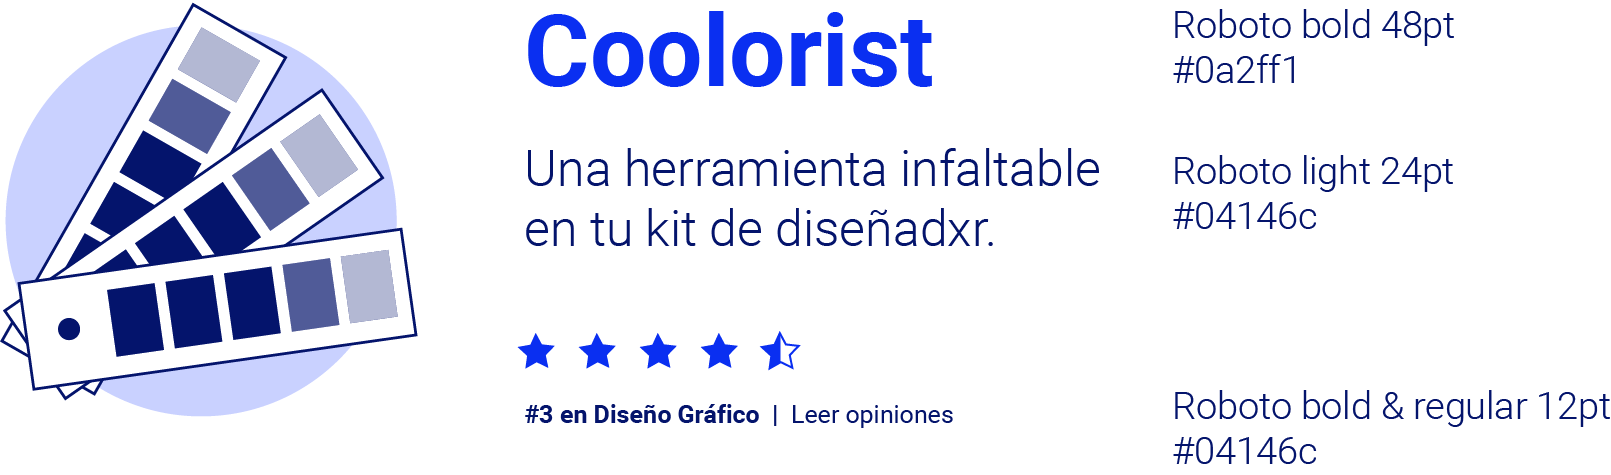 Coolorist
Una herramienta infaltable
en tu kit de diseñadxr.
#3 en Diseño Gráfico | Leer opiniones
Roboto bold 48pt
#0a2ff1
Roboto light 24pt
#04146c
Roboto bold & regular 12pt
#04146c